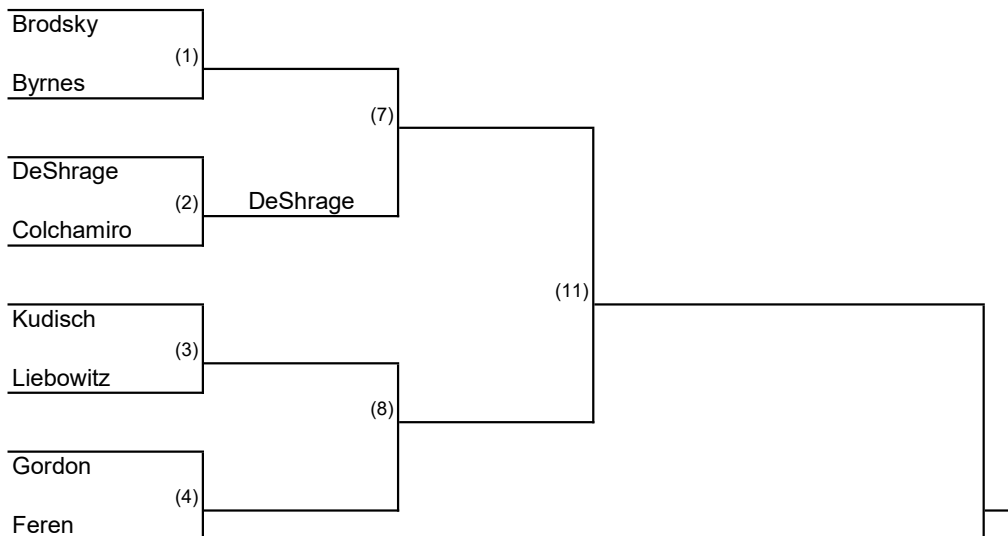 Brodsky
(1)
Byrnes
(7)
DeShrage
(2)
DeShrage
Colchamiro
(11)
Kudisch
(3)
Liebowitz
(8)
Gordon
(4)
Feren